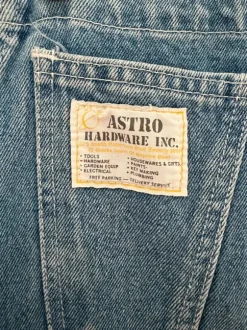 ASTRO
HARDWARE INC.
• TOOLS
• HARDWARE
• GARDEN EQUIP
• ELECTRICAL
• HOUSEWARES & GIFTS
• PAINTS
• KEY MAKING
• PLUMBING
FREE PARKING — DELIVERY SERVICE